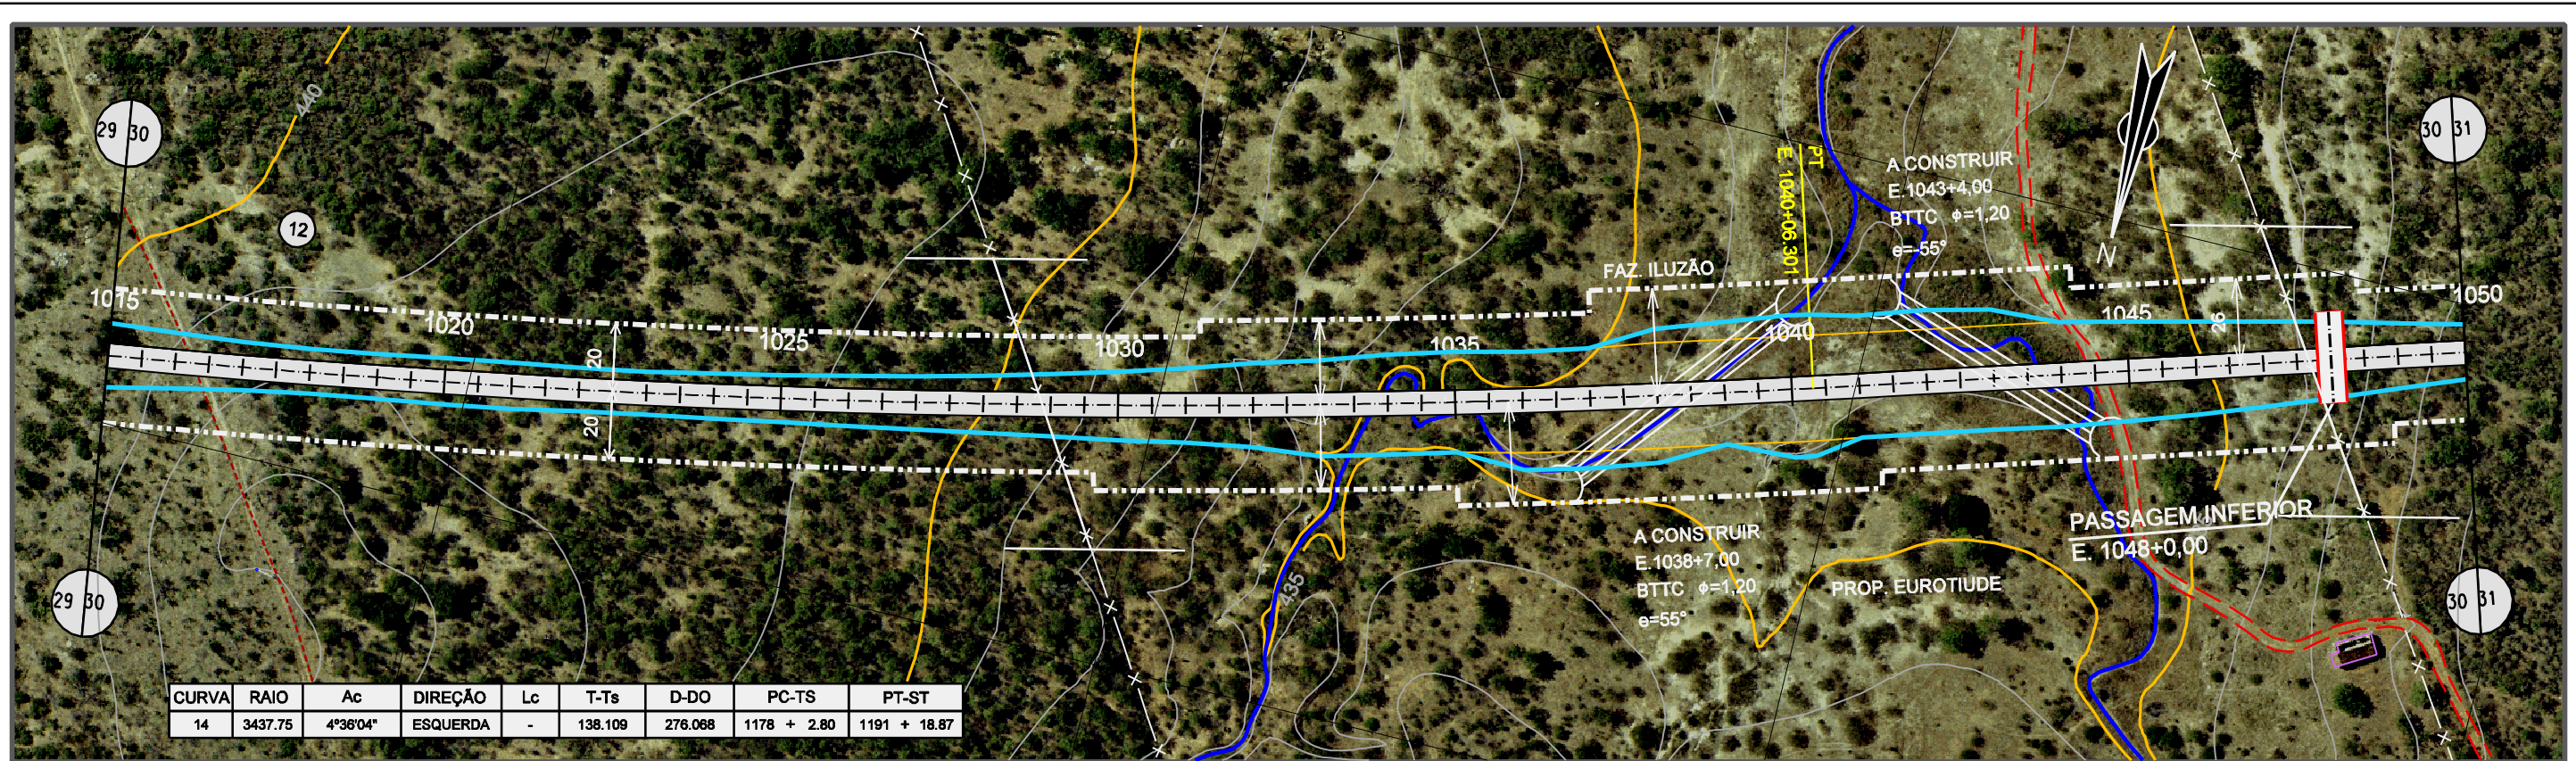 29 30
440
12
1015
1020
1025
1030
1035
1040
1045
1050
20
20
26
FAZ. ILUZÃO
PT
E. 1040+06.301
A CONSTRUIR
E.1043+4,00
BTTC ϕ=1,20
e=-55°
N
30 31
29 30
435
A CONSTRUIR
E.1038+7,00
BTTC ϕ=1,20
e=55°
PROP. EUROTIUDE
PASSAGEM INFERIOR
E. 1048+0,00
30 31
CURVA RAIO Ac DIREÇÃO Lc T-Ts D-DO PC-TS PT-ST
14 3437.75 4°36'04" ESQUERDA - 138.109 276.068 1178 + 2.80 1191 + 18.87